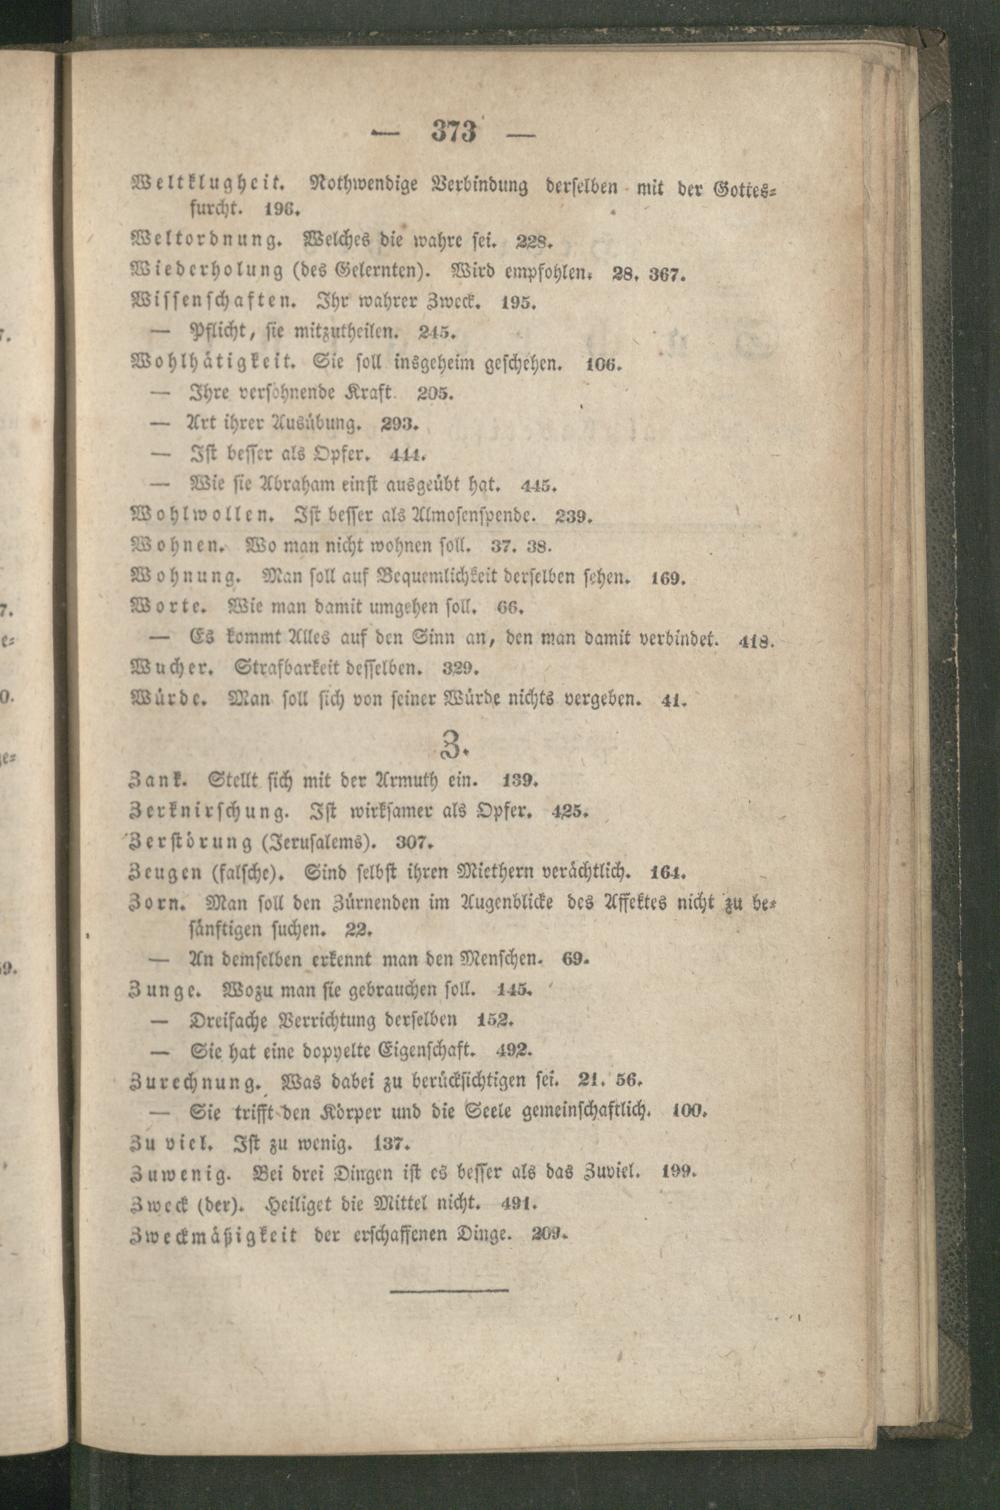 — 373 —
Weltklugheit. Nothwendige Verbindung derselben mit der Gottes-
furcht. 196.
Weltordnung. Welches die wahre sei. 228.
Wiederholung (des Gelernten). Wird empfohlen. 28. 367.
Wissenschaften. Ihr wahrer Zweck. 195.
— Pflicht, sie mitzutheilen. 245.
Wohlhätigkeit. Sie soll insgeheim geschehen. 106.
— Ihre versöhnende Kraft. 205.
— Art ihrer Ausübung. 293.
— Ist besser als Opfer. 444.
— Wie sie Abraham einst ausgeübt hat. 445.
Wohlwollen. Ist besser als Almosenspende. 239.
Wohnen. Wo man nicht wohnen soll. 37. 38.
Wohnung. Man soll auf Bequemlichkeit derselben sehen. 169.
Worte. Wie man damit umgehen soll. 66.
— Es kommt Alles auf den Sinn an, den man damit verbindet. 418.
Wucher. Strafbarkeit desselben. 329.
Würde. Man soll sich von seiner Würde nichts vergeben. 41.
Z.
Zank. Stellt sich mit der Armuth ein. 139.
Zerknirschung. Ist wirksamer als Opfer. 425.
Zerstörung (Jerusalems). 307.
Zeugen (falsche). Sind selbst ihren Miethern verächtlich. 164.
Zorn. Man soll den Zürnenden im Augenblicke des Affektes nicht zu be-
sänftigen suchen. 22.
— An demselben erkennt man den Menschen. 69.
Zunge. Wozu man sie gebrauchen soll. 145.
— Dreifache Verrichtung derselben 152.
— Sie hat eine doppelte Eigenschaft. 492.
Zurechnung. Was dabei zu berücksichtigen sei. 21. 56.
— Sie trifft den Körper und die Seele gemeinschaftlich. 100.
Zu viel. Ist zu wenig. 137.
Zuwenig. Bei drei Dingen ist es besser als das Zuviel. 199.
Zweck (der). Heiliget die Mittel nicht. 491.
Zweckmäßigkeit der erschaffenen Dinge. 209.